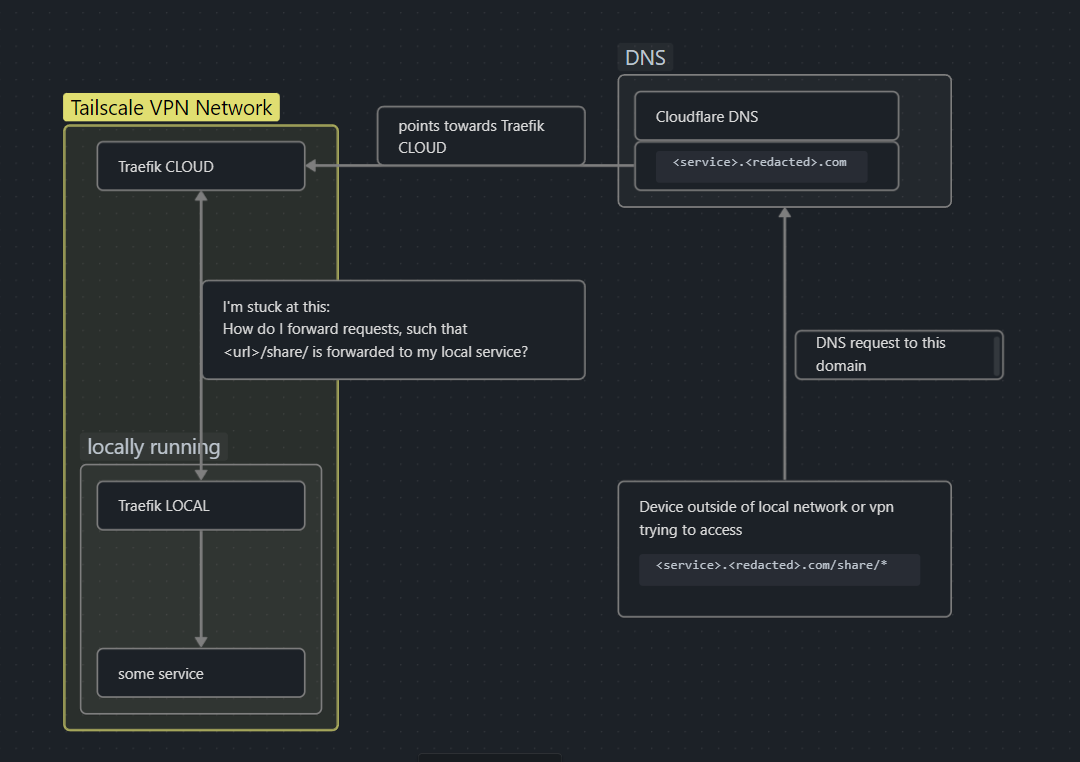 DNS
Tailscale VPN Network
Cloudflare DNS
points towards Traefik
CLOUD
Traefik CLOUD
<service>.<redacted>.com
I'm stuck at this:
How do I forward requests, such that
<url>/share/ is forwarded to my local service?
DNS request to this
domain
locally running
Traefik LOCAL
Device outside of local network or vpn
trying to access
<service>.<redacted>.com/share/*
some service